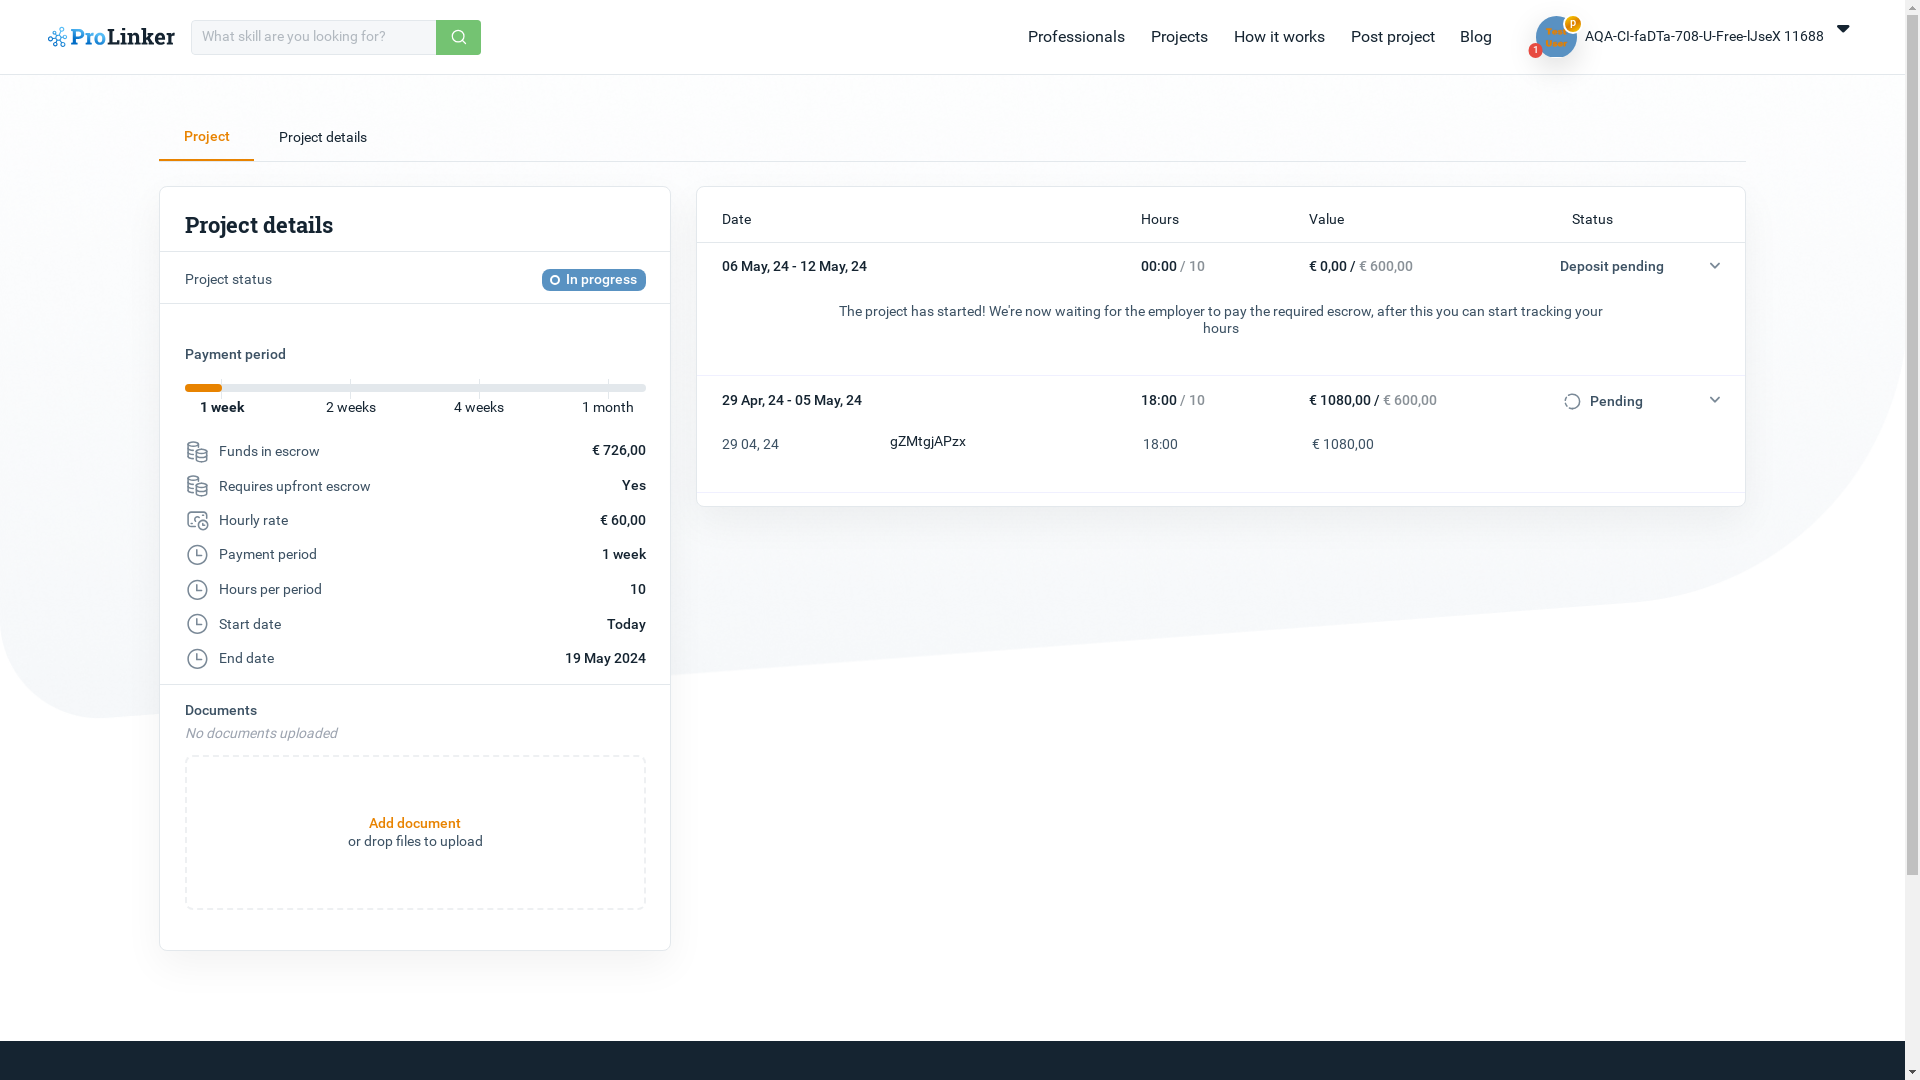 ProLinker
What skill are you looking for?
Professionals
Projects
How it works
Post project
Blog
p
1
AQA-CI-faDTa-708-U-Free-lJseX 11688
Project
Project details
Project details
Project status
In progress
Payment period
1 week
2 weeks
4 weeks
1 month
Funds in escrow € 726,00
Requires upfront escrow Yes
Hourly rate € 60,00
Payment period 1 week
Hours per period 10
Start date Today
End date 19 May 2024
Documents
No documents uploaded
Add document
or drop files to upload
Date Hours Value Status
06 May, 24 - 12 May, 24 00:00 / 10 € 0,00 / € 600,00 Deposit pending
The project has started! We're now waiting for the employer to pay the required escrow, after this you can start tracking your
hours
29 Apr, 24 - 05 May, 24 18:00 / 10 € 1080,00 / € 600,00 Pending
29 04, 24 gZMtgjAPzx 18:00 € 1080,00